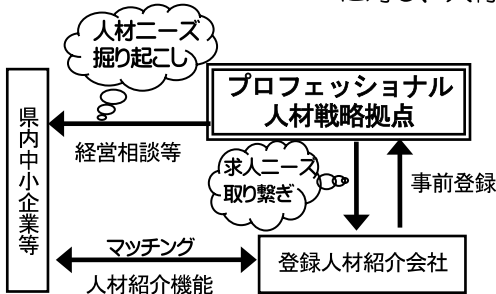 人材ニーズ
掘り起こし
プロフェッショナル
人材戦略拠点
県内中小企業等
経営相談等
求人ニーズ
取り繋ぎ
事前登録
マッチング
人材紹介機能
登録人材紹介会社